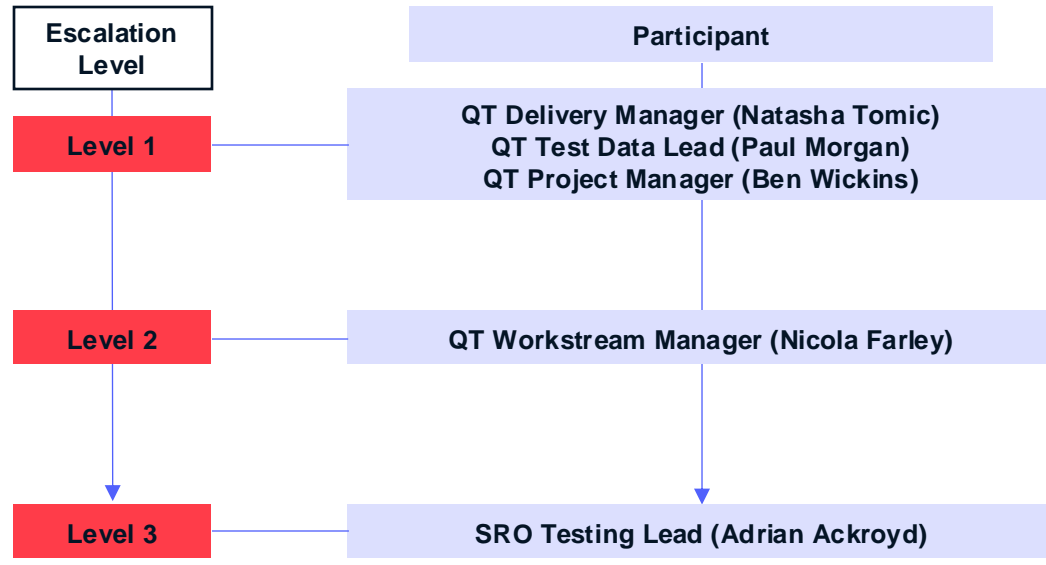 Escalation
Level
Participant
Level 1
QT Delivery Manager (Natasha Tomic)
QT Test Data Lead (Paul Morgan)
QT Project Manager (Ben Wickins)
Level 2
QT Workstream Manager (Nicola Farley)
Level 3
SRO Testing Lead (Adrian Ackroyd)